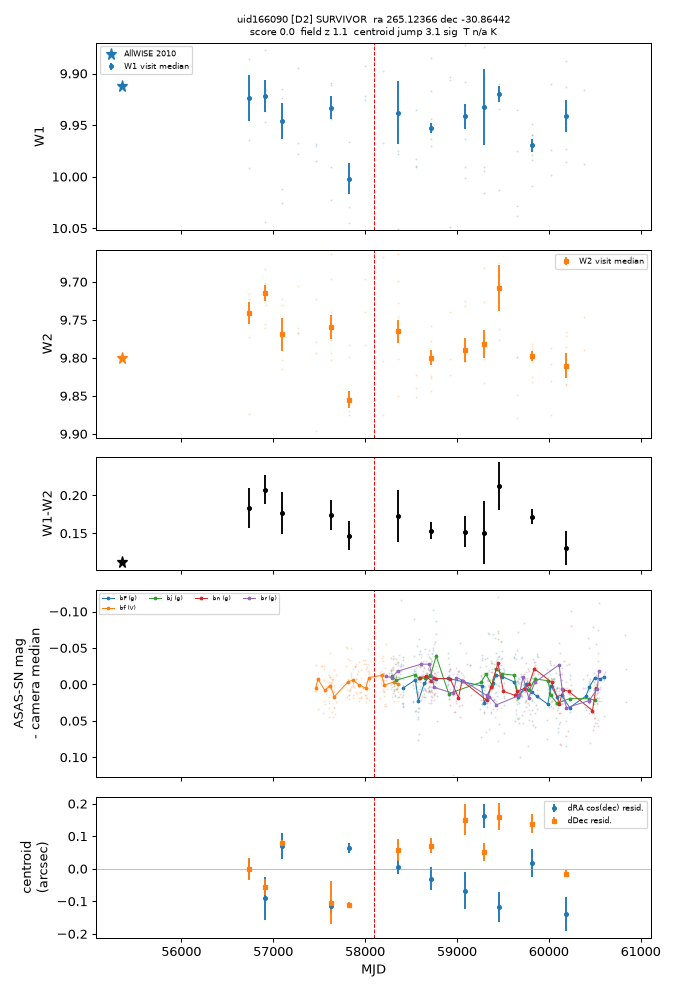 uid166090 [D2] SURVIVOR  ra 265.12366 dec -30.86442
score 0.0  field z 1.1  centroid jump 3.1 sig  T n/a K
AllWISE 2010
W1 visit median
9.90
9.95
10.00
10.05
W1
W2 visit median
9.70
9.75
9.80
9.85
9.90
W2
0.20
0.15
W1-W2
bF (g)
bf (V)
bj (g)
bn (g)
br (g)
−0.10
−0.05
0.00
0.05
0.10
ASAS-SN mag
- camera median
dRA cos(dec) resid.
dDec resid.
0.2
0.1
0.0
−0.1
−0.2
centroid
(arcsec)
56000
57000
58000
59000
60000
61000
MJD